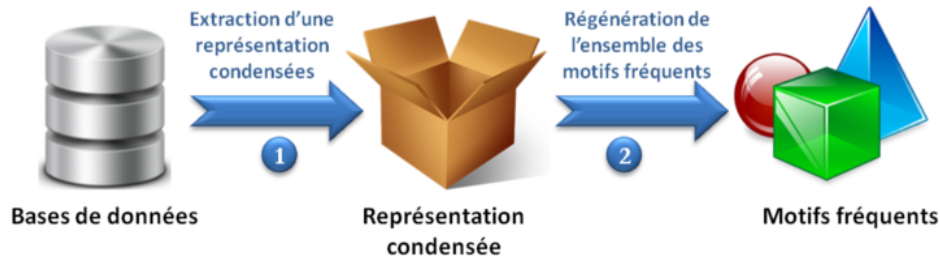 Extraction d'une
représentation
condensées
1
Régénération de
l'ensemble des
motifs fréquents
2
Bases de données
Représentation
condensée
Motifs fréquents